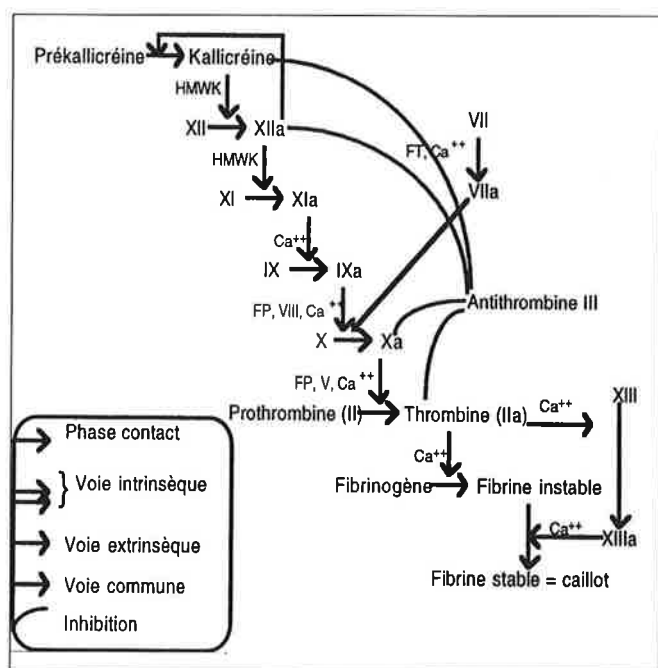 Prékallicréine Kallicréine
HMWK
XII XIIa
VII
FT, Ca++
HMWK
VIIa
XI XIa
Ca++
IX IXa
Antithrombine III
FP, VIII, Ca ++
X Xa
FP, V, Ca ++
XIII
Prothrombine (II) Thrombine (IIa) Ca++
Ca++
Fibrinogène Fibrine instable
Ca++ XIIIa
Fibrine stable = caillot
Phase contact
} Voie intrinsèque
Voie extrinsèque
Voie commune
Inhibition